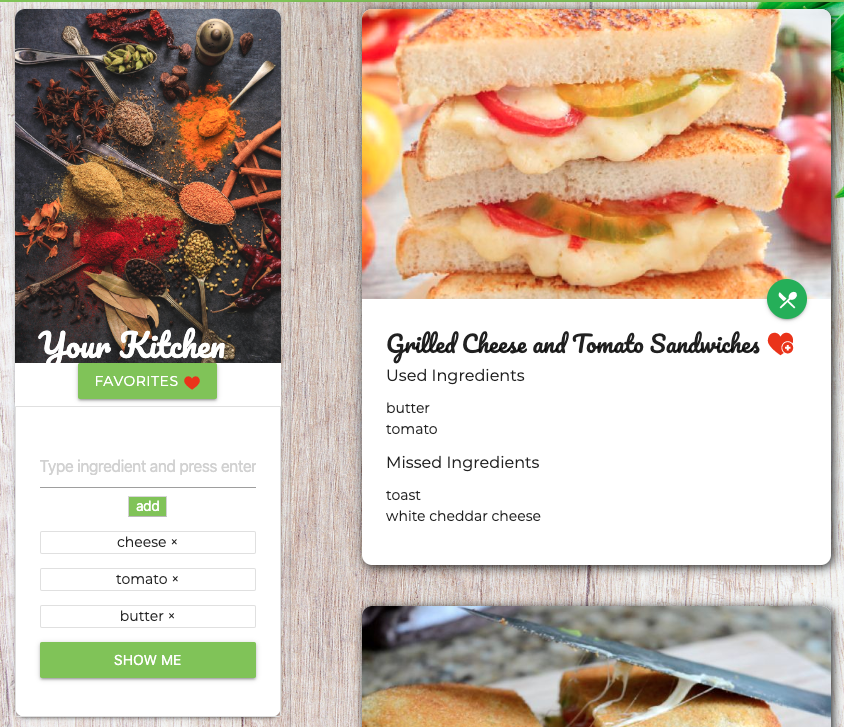 Your Kitchen
FAVORITES
Type ingredient and press enter
add
cheese ×
tomato ×
butter ×
SHOW ME
Grilled Cheese and Tomato Sandwiches
Used Ingredients
butter
tomato
Missed Ingredients
toast
white cheddar cheese